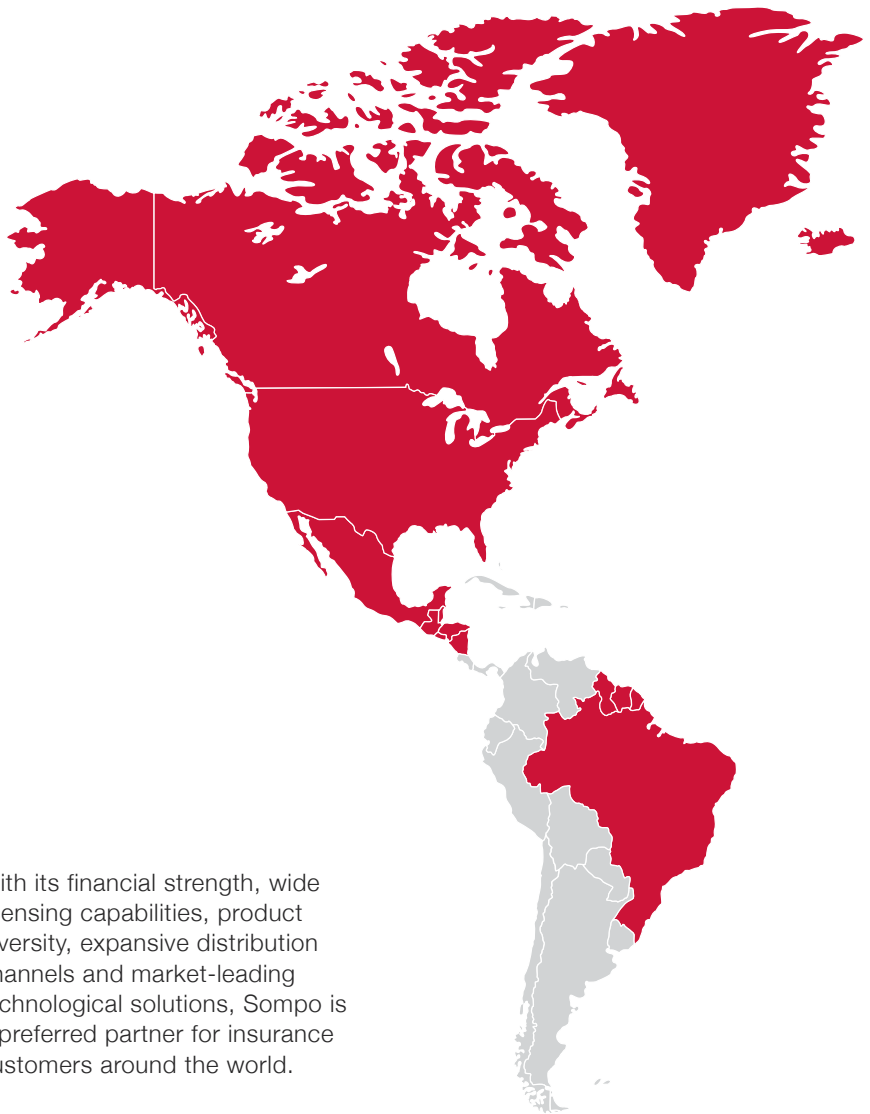 ith its financial strength, wide
ensing capabilities, product
versity, expansive distribution
hannels and market-leading
chnological solutions, Sompo is
preferred partner for insurance
ustomers around the world.